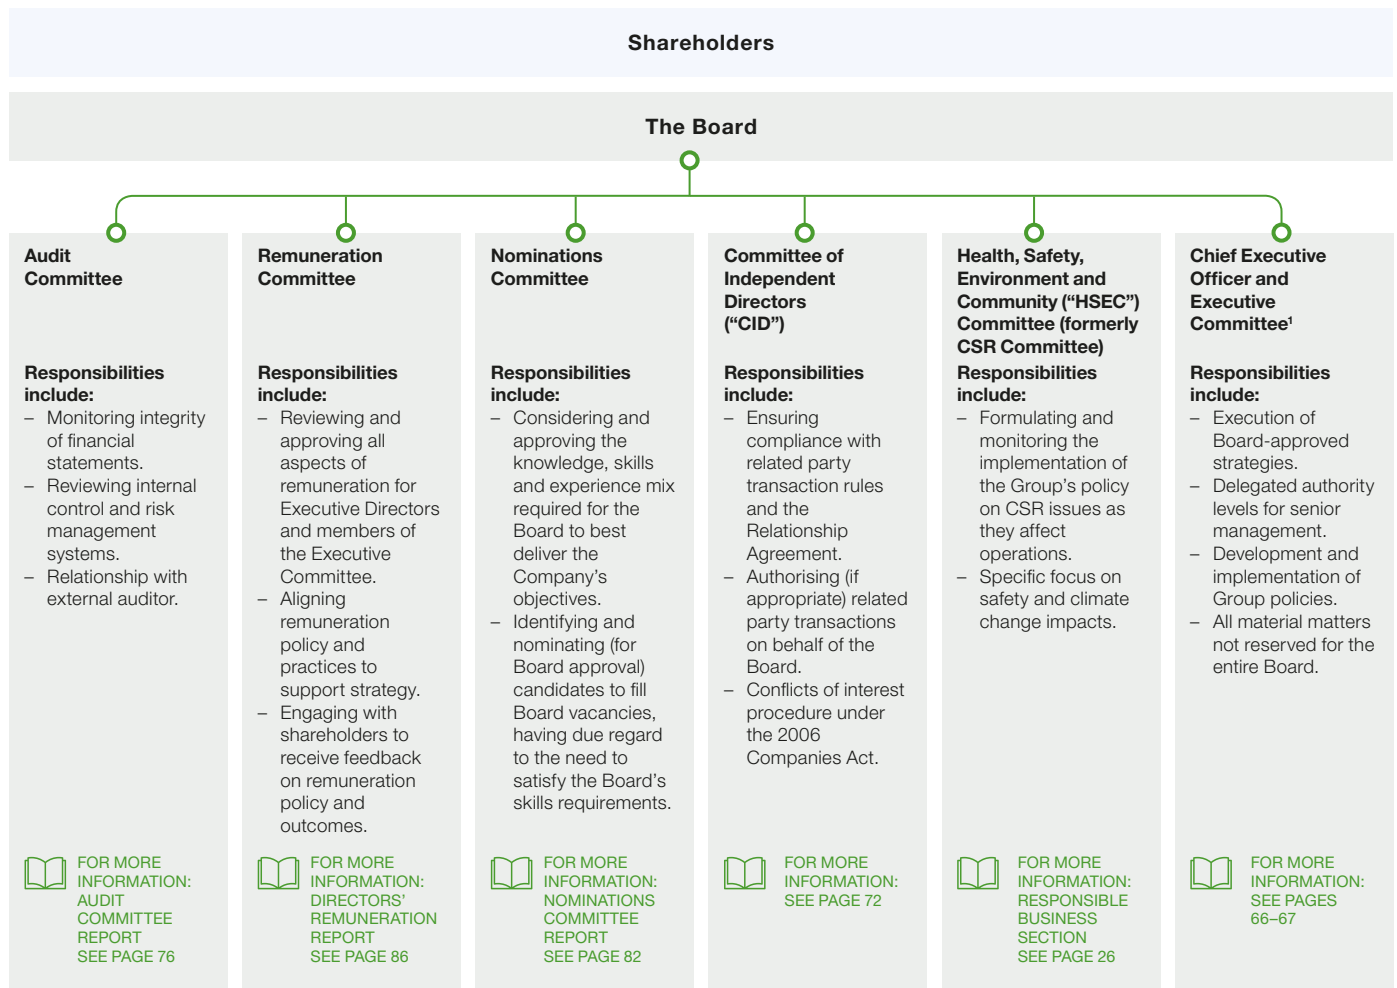 Shareholders
The Board
Audit
Committee
Responsibilities
include:
– Monitoring integrity
of financial
statements.
– Reviewing internal
control and risk
management
systems.
– Relationship with
external auditor.
FOR MORE
INFORMATION:
AUDIT
COMMITTEE
REPORT
SEE PAGE 76
Remuneration
Committee
Responsibilities
include:
– Reviewing and
approving all
aspects of
remuneration for
Executive Directors
and members of
the Executive
Committee.
– Aligning
remuneration
policy and
practices to
support strategy.
– Engaging with
shareholders to
receive feedback
on remuneration
policy and
outcomes.
FOR MORE
INFORMATION:
DIRECTORS’
REMUNERATION
REPORT
SEE PAGE 86
Nominations
Committee
Responsibilities
include:
– Considering and
approving the
knowledge, skills
and experience mix
required for the
Board to best
deliver the
Company’s
objectives.
– Identifying and
nominating (for
Board approval)
candidates to fill
Board vacancies,
having due regard
to the need to
satisfy the Board’s
skills requirements.
FOR MORE
INFORMATION:
NOMINATIONS
COMMITTEE
REPORT
SEE PAGE 82
Committee of
Independent
Directors
(“CID”)
Responsibilities
include:
– Ensuring
compliance with
related party
transaction rules
and the
Relationship
Agreement.
– Authorising (if
appropriate) related
party transactions
on behalf of the
Board.
– Conflicts of interest
procedure under
the 2006
Companies Act.
FOR MORE
INFORMATION:
SEE PAGE 72
Health, Safety,
Environment and
Community (“HSEC”)
Committee (formerly
CSR Committee)
Responsibilities
include:
– Formulating and
monitoring the
implementation of
the Group’s policy
on CSR issues as
they affect
operations.
– Specific focus on
safety and climate
change impacts.
FOR MORE
INFORMATION:
RESPONSIBLE
BUSINESS
SECTION
SEE PAGE 26
Chief Executive
Officer and
Executive
Committee¹
Responsibilities
include:
– Execution of
Board-approved
strategies.
– Delegated authority
levels for senior
management.
– Development and
implementation of
Group policies.
– All material matters
not reserved for the
entire Board.
FOR MORE
INFORMATION:
SEE PAGES
66–67